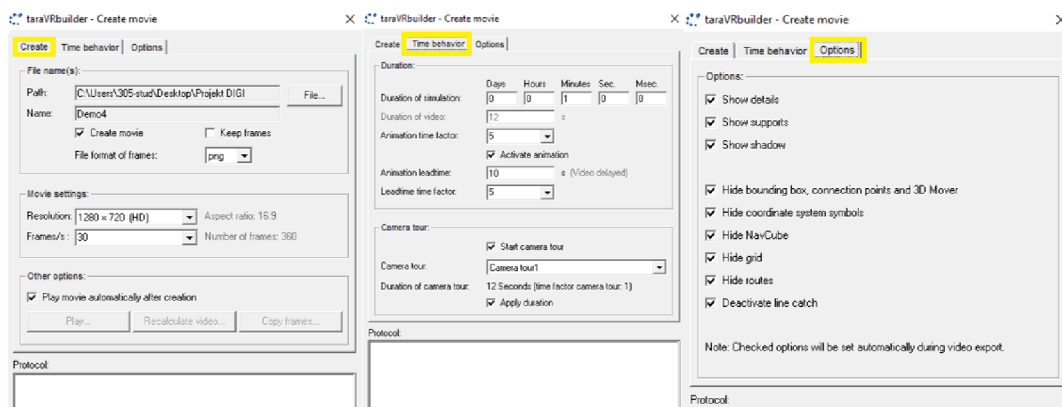 taraVRbuilder - Create movie
Create Time behavior Options
File name(s):
Path: C:\Users\305-stud\Desktop\Projekt DIGI File...
Name: Demo4
Create movie Keep frames
File format of frames: png
Movie settings:
Resolution: 1280 × 720 (HD) Aspect ratio: 16:9
Frames/s : 30 Number of frames: 360
Other options:
Play movie automatically after creation
Play... Recalculate video... Copy frames...
Protocol:
taraVRbuilder - Create movie
Create Time behavior Options
Duration:
Days Hours Minutes Sec. Msec.
Duration of simulation: 0 0 1 0 0
Duration of video: 12 s
Animation time factor: 5
Activate animation
Animation leadtime: 10 s (Video delayed)
Leadtime time factor: 5
Camera tour:
Start camera tour
Camera tour: Camera tour1
Duration of camera tour: 12 Seconds (time factor camera tour: 1)
Apply duration
Protocol:
taraVRbuilder - Create movie
Create Time behavior Options
Options:
Show details
Show supports
Show shadow
Hide bounding box, connection points and 3D Mover
Hide coordinate system symbols
Hide NavCube
Hide grid
Hide routes
Deactivate line catch
Note: Checked options will be set automatically during video export.
Protocol: